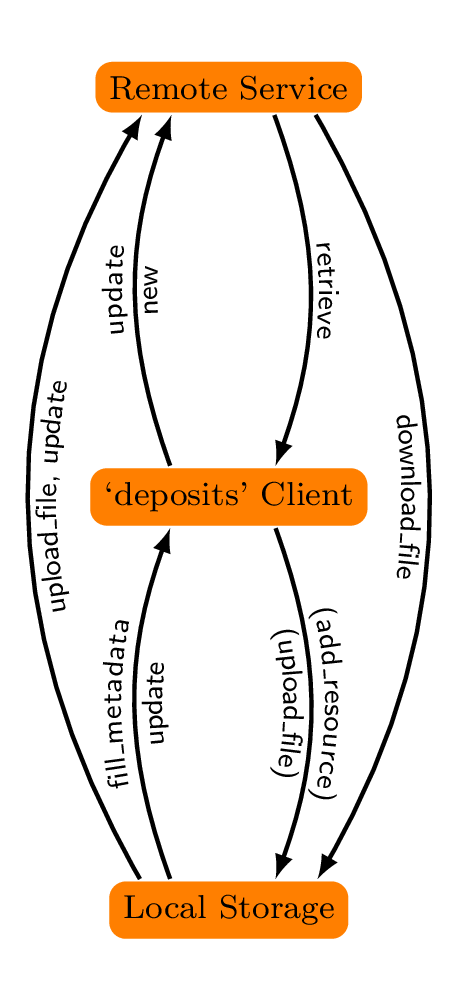 Remote Service
update
new
retrieve
upload_file, update
download_file
‘deposits’ Client
fill_metadata
update
(add_resource)
(upload_file)
Local Storage